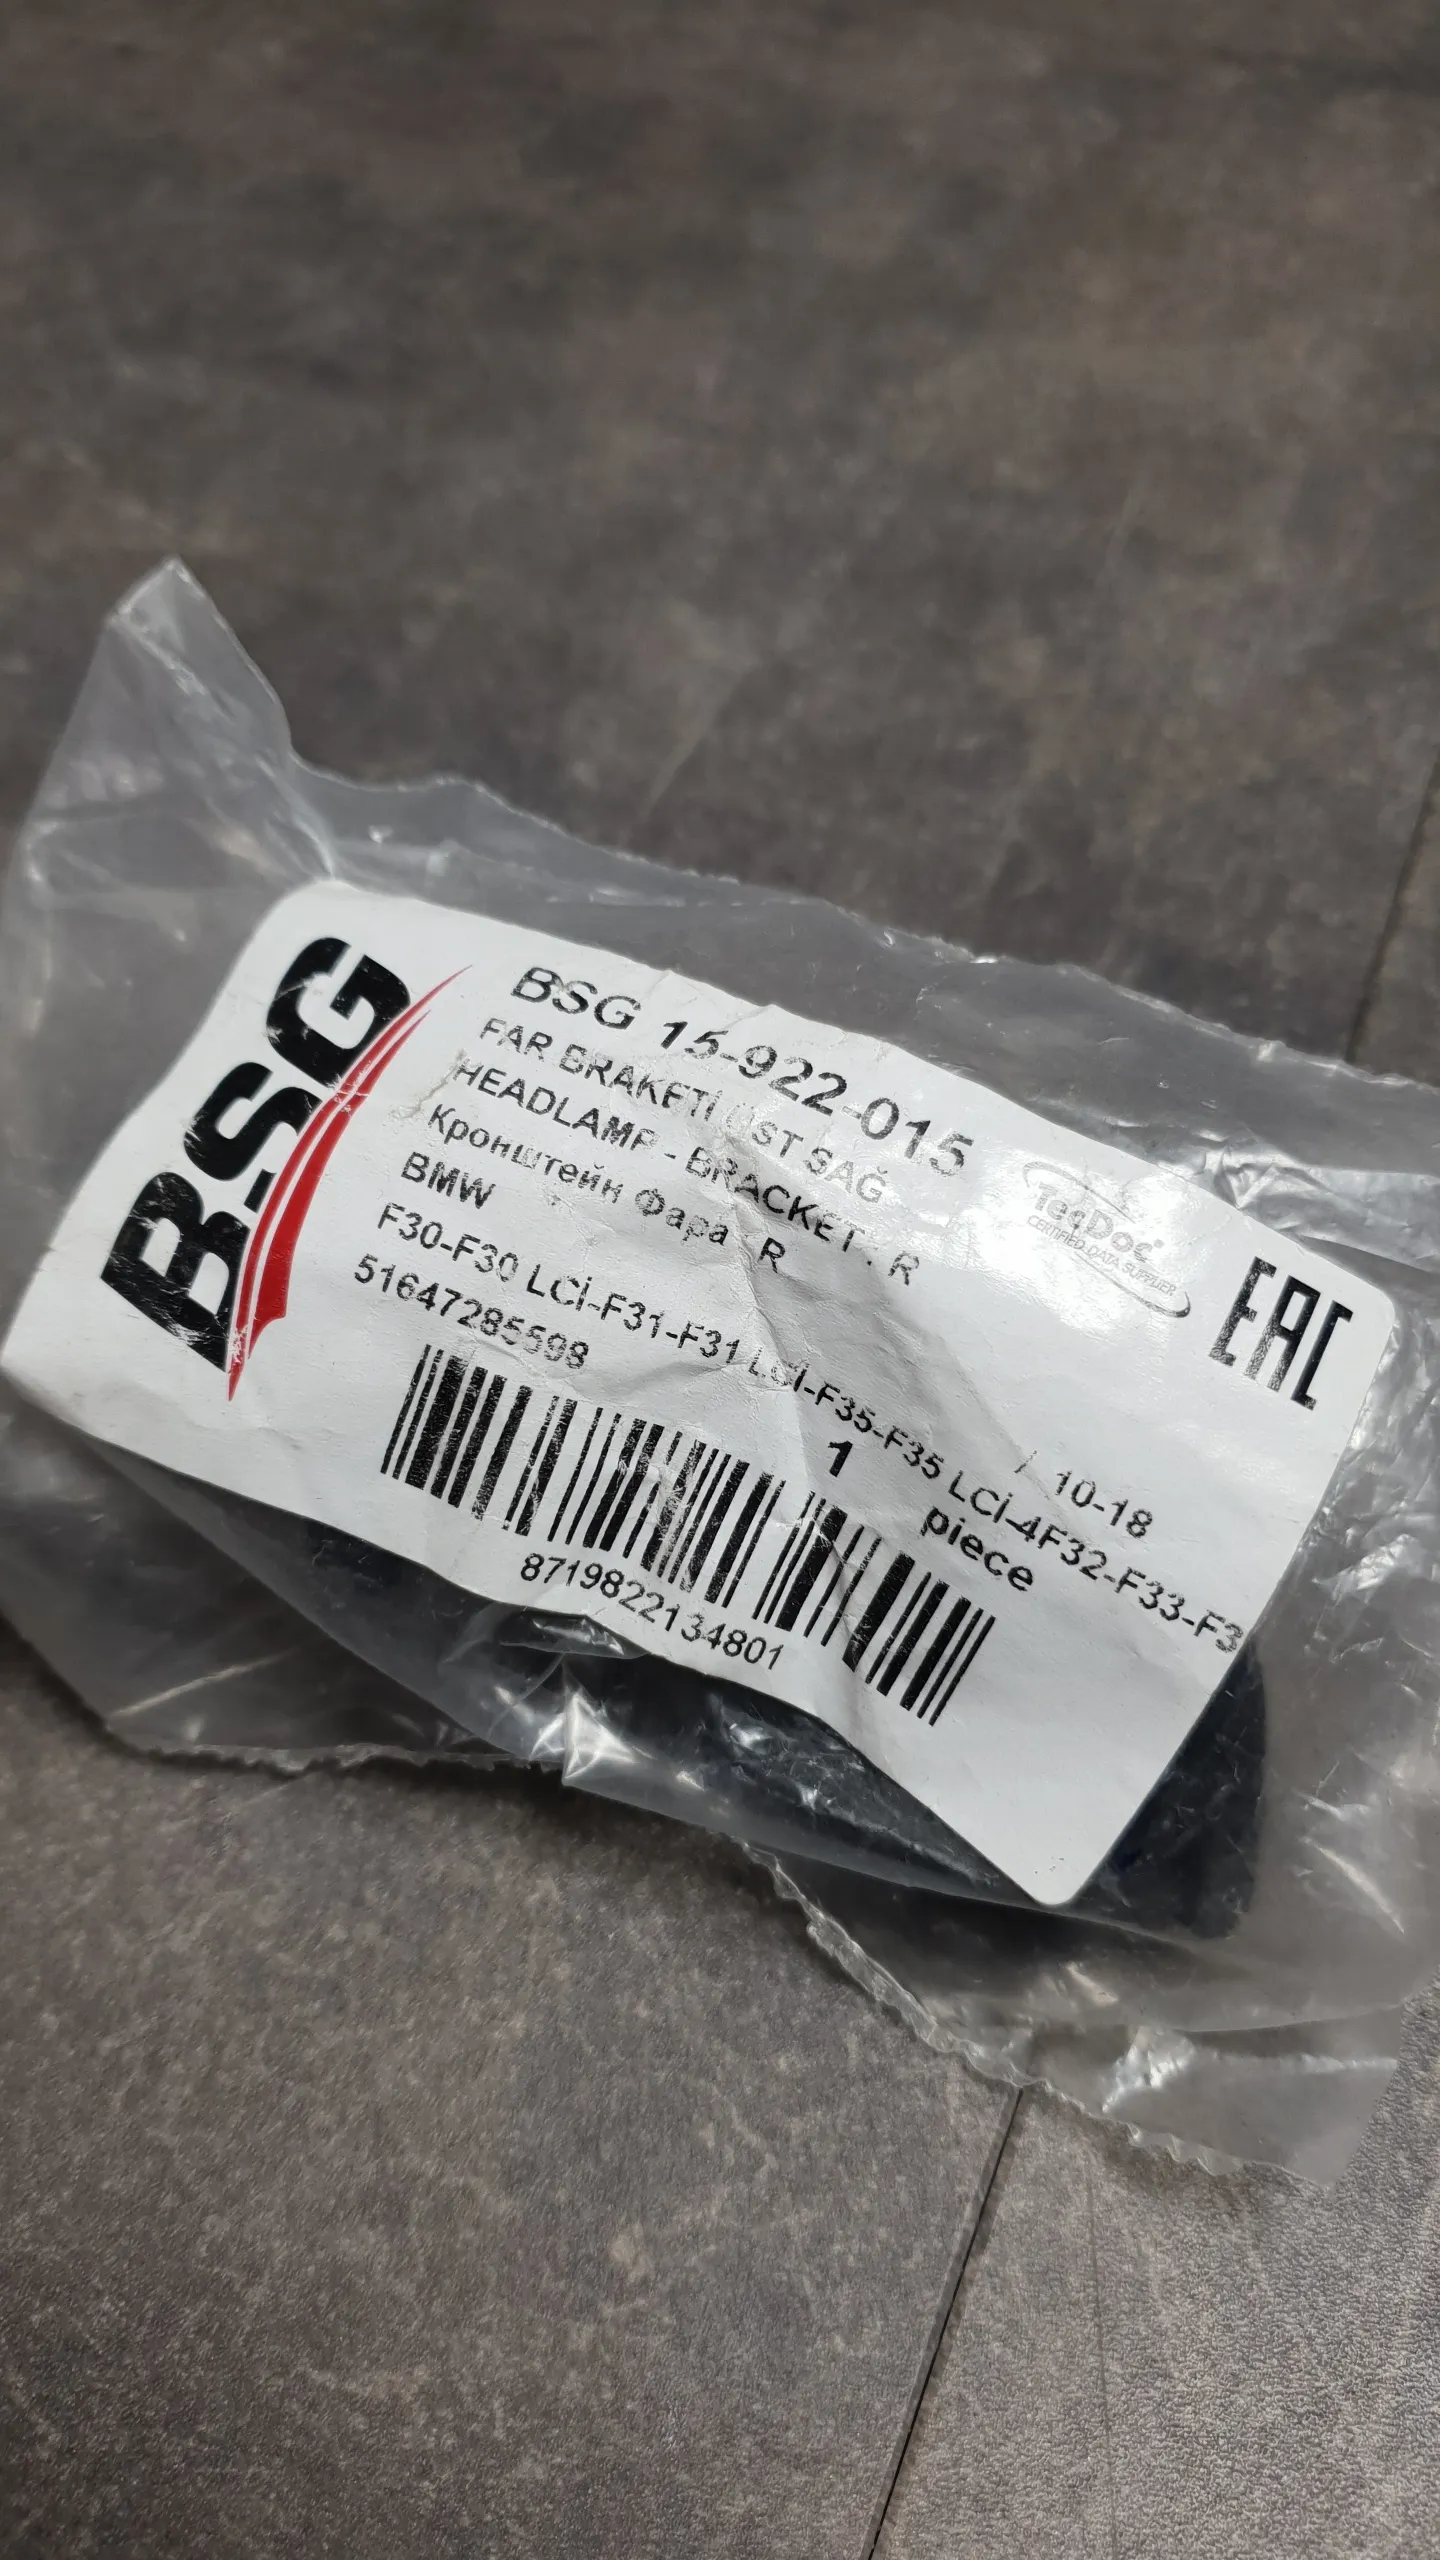 BSG
BSG 15-922-015
FAR BRAKETİ ÜST SAĞ
HEADLAMP - BRACKET . R
Кронштейн Фара R
BMW
F30-F30 LCİ-F31-F31 LCİ-F35-F35 LCİ-4F32-F33-F3
51647285598
/ 10-18
1
piece
8719822134801
TecDoc
CERTIFIED DATA SUPPLIER
EAC